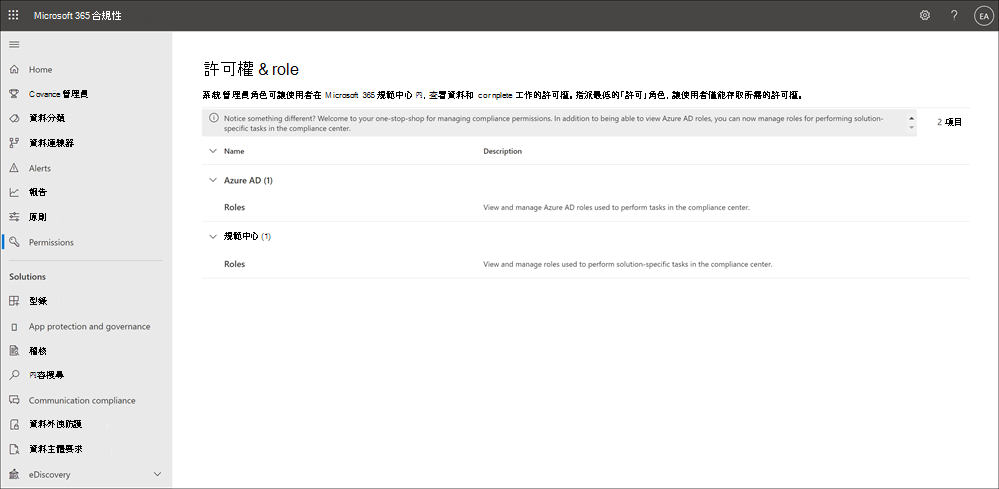 Microsoft 365 合規性
?
EA
Home
Covance 管理員
資料分類
資料連線器
Alerts
報告
原則
Permissions
Solutions
型錄
App protection and governance
稽核
內容搜尋
Communication compliance
資料外洩防護
資料主體要求
eDiscovery
許可權 & role
系統管理員角色可讓使用者在 Microsoft 365 規範中心 內, 查看資料和 complete 工作的許可權。指派最低的「許可」角色, 讓使用者僅能存取所需的許可權。
Notice something different? Welcome to your one-stop-shop for managing compliance permissions. In addition to being able to view Azure AD roles, you can now manage roles for performing solution-
specific tasks in the compliance center.
2 項目
Name Description
Azure AD (1)
Roles View and manage Azure AD roles used to perform tasks in the compliance center.
規範中心 (1)
Roles View and manage roles used to perform solution-specific tasks in the compliance center.